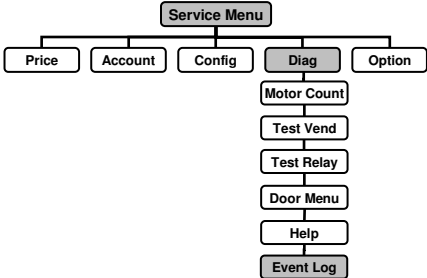 Service Menu
Price Account Config Diag Option
Motor Count
Test Vend
Test Relay
Door Menu
Help
Event Log